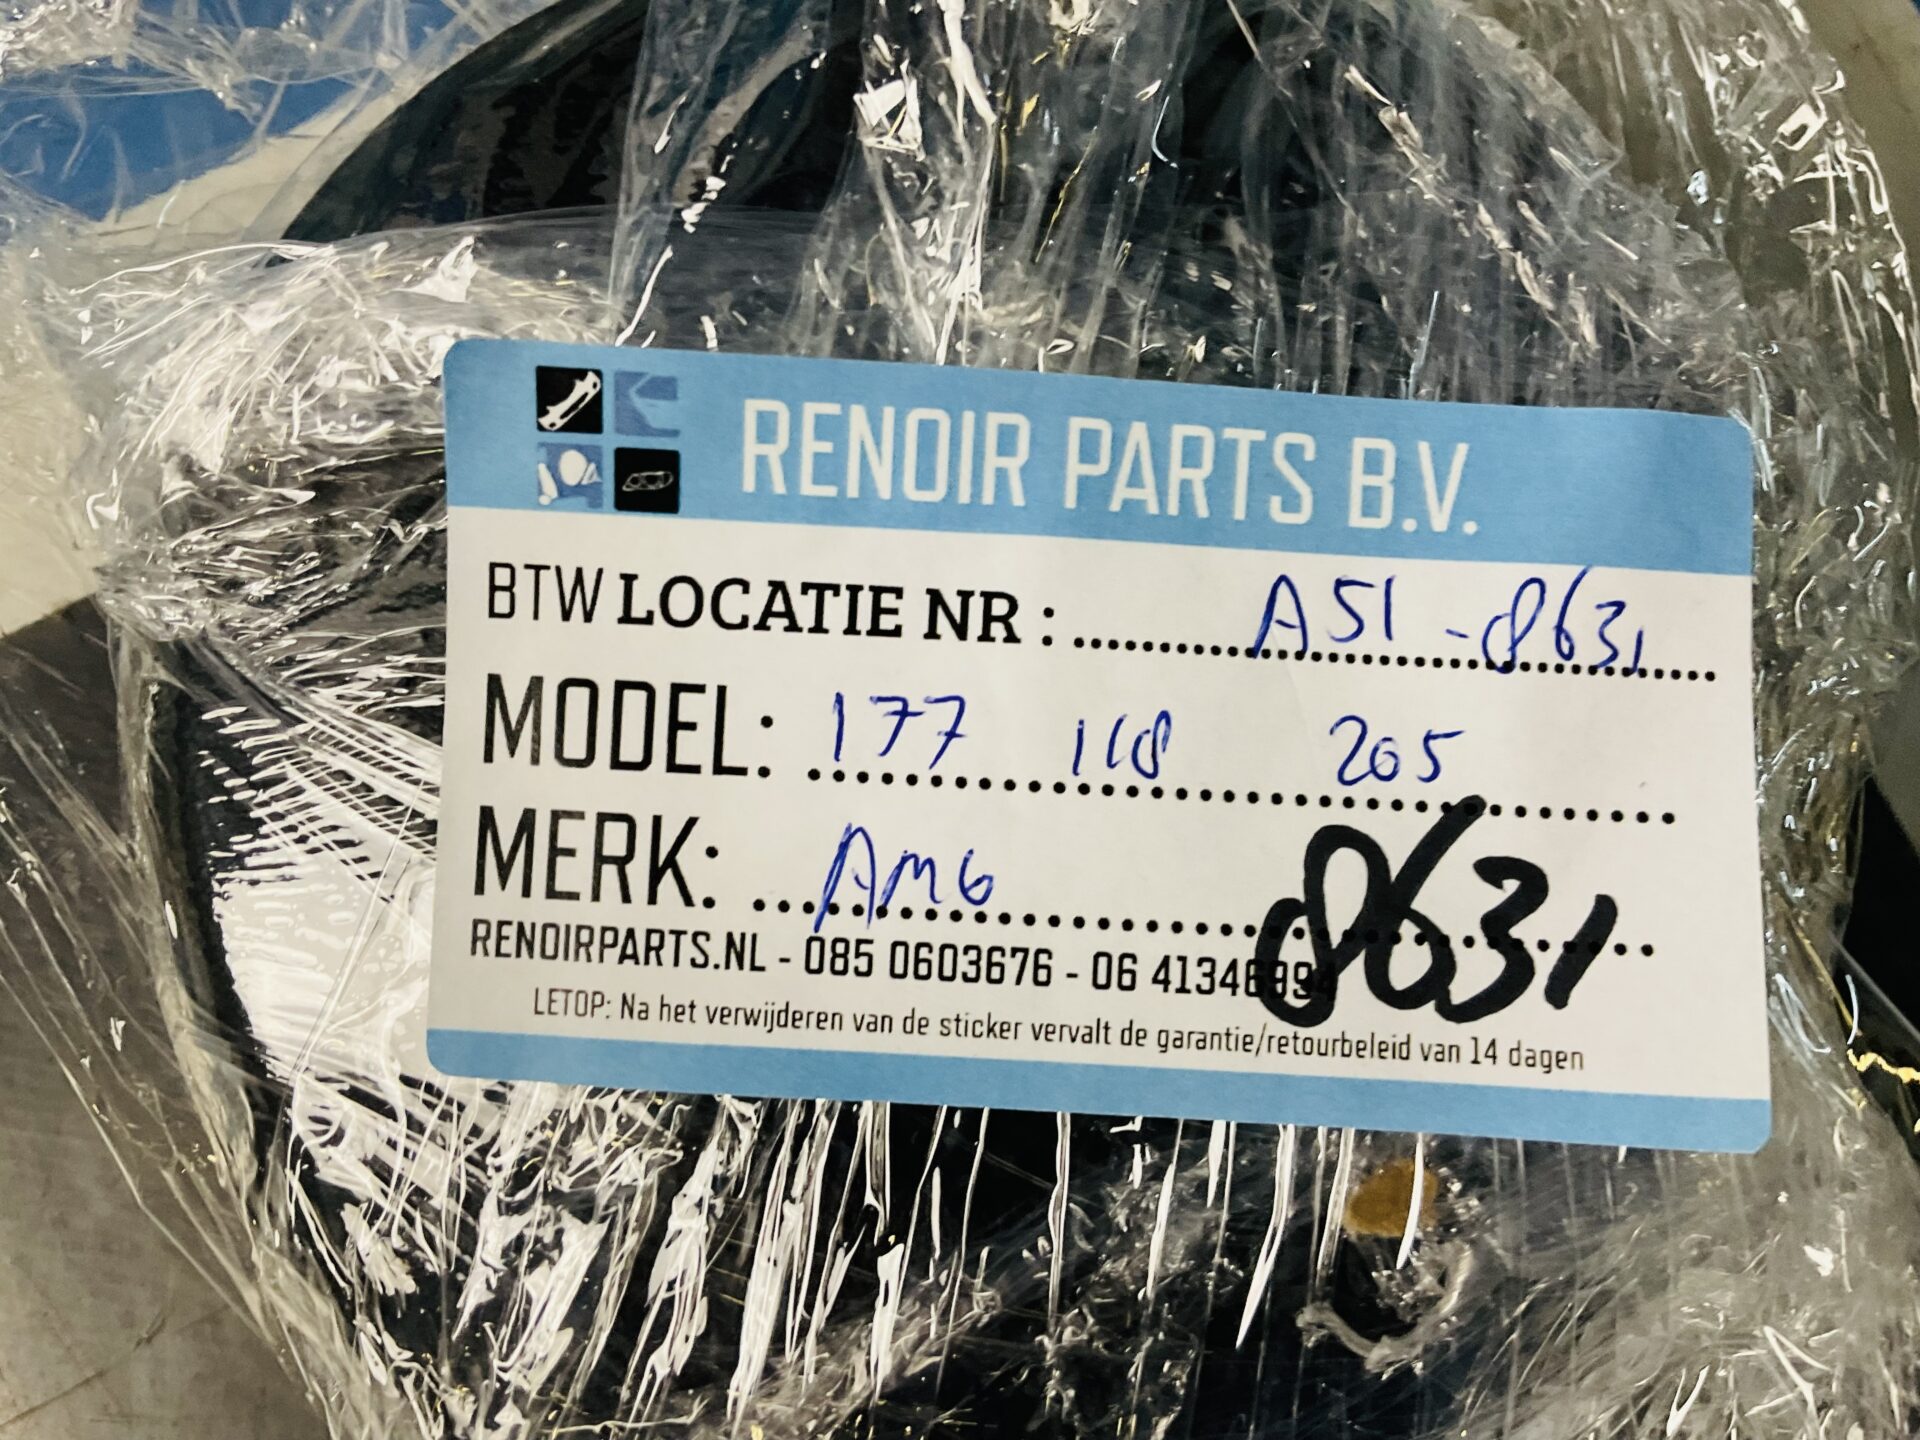 RENOIR PARTS B.V.
BTW LOCATIE NR : A51 - 8631
MODEL: 177 118 205
MERK: AMG
8631
RENOIRPARTS.NL - 085 0603676 - 06 41346994
LETOP: Na het verwijderen van de sticker vervalt de garantie/retourbeleid van 14 dagen